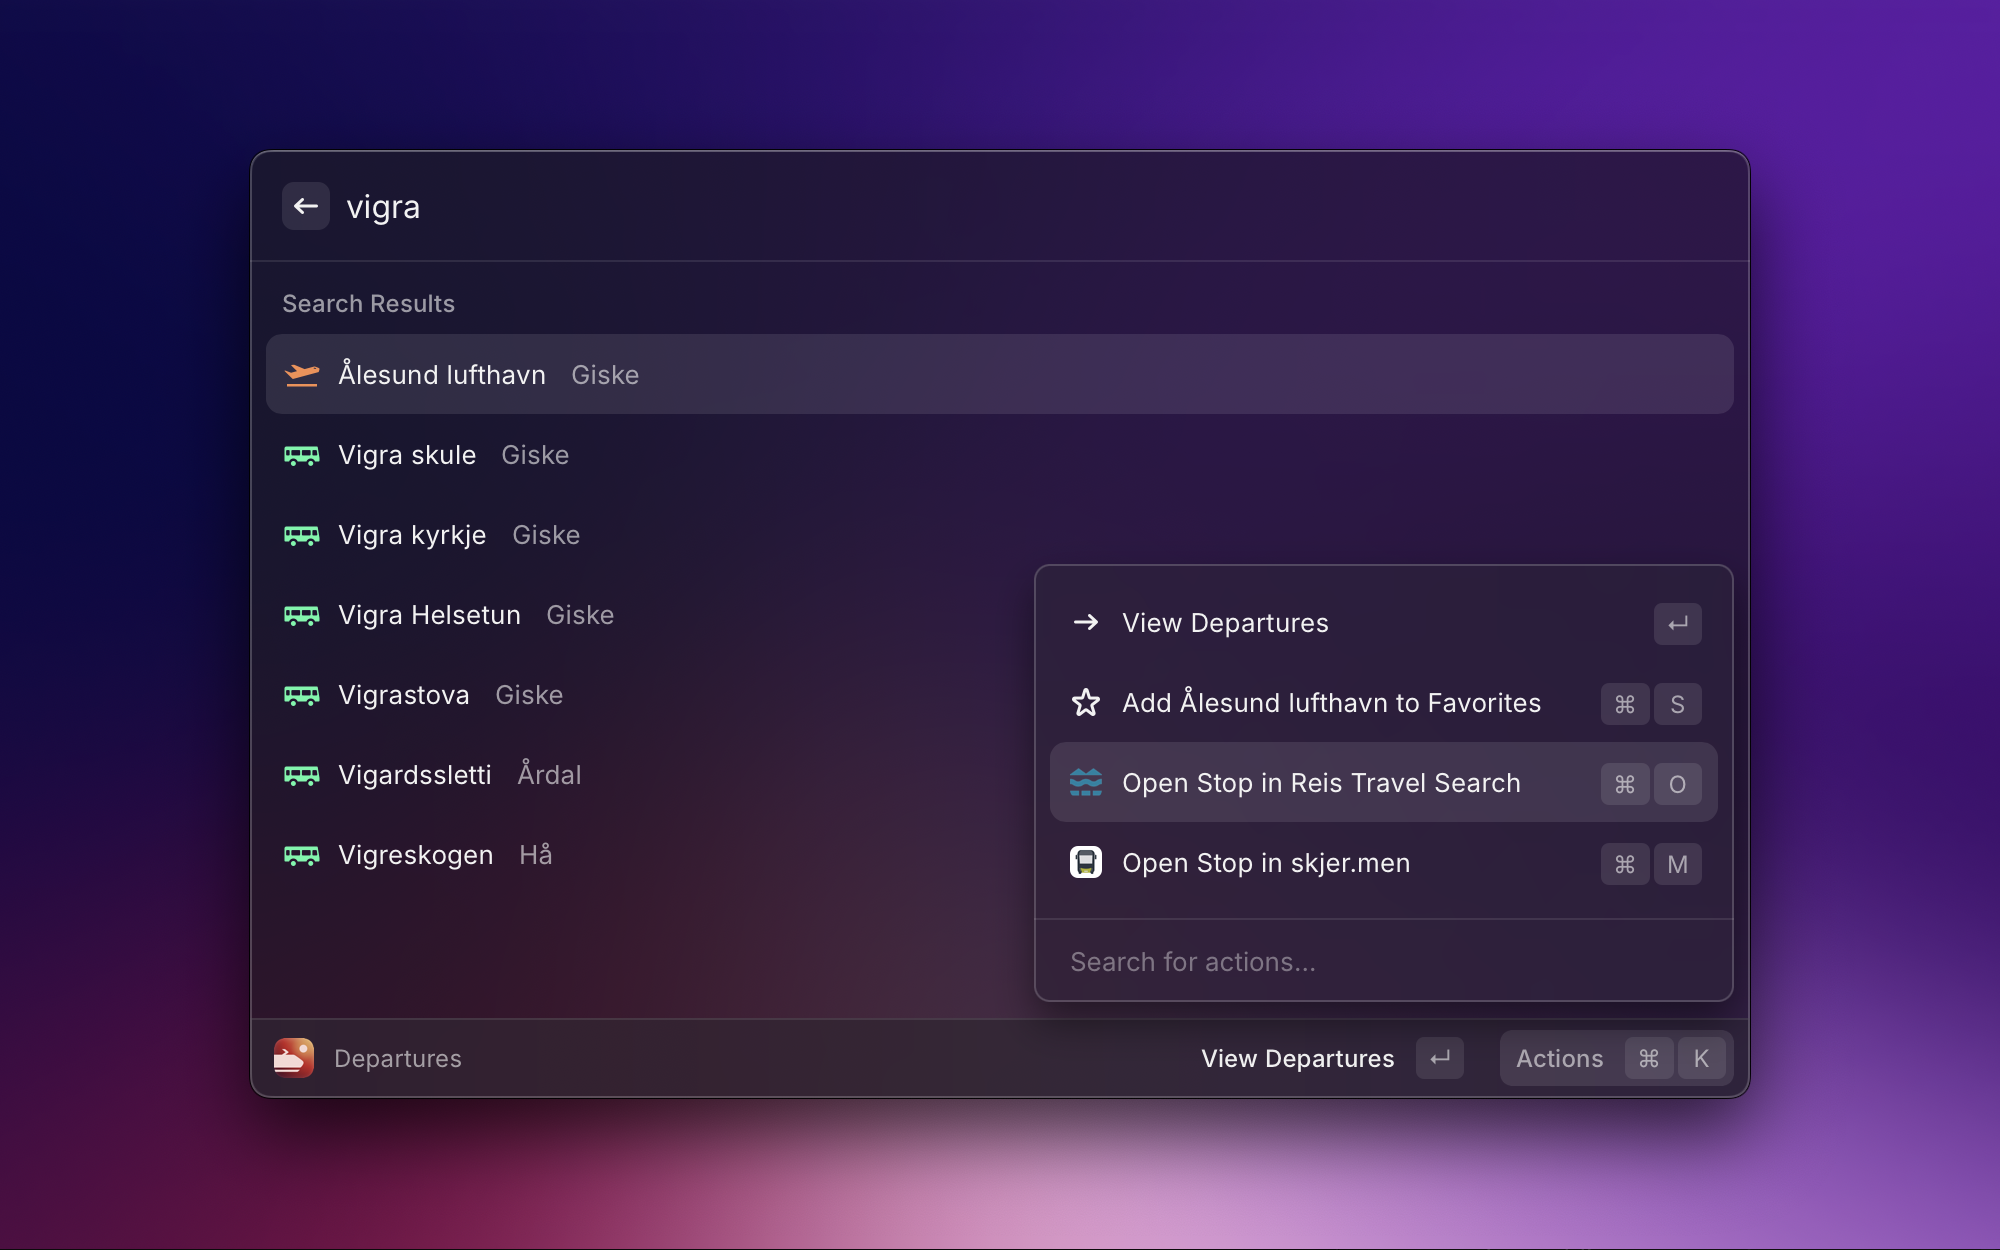 vigra
Search Results
Ålesund lufthavn Giske
Vigra skule Giske
Vigra kyrkje Giske
Vigra Helsetun Giske
Vigrastova Giske
Vigardssletti Årdal
Vigreskogen Hå
View Departures ↵
Add Ålesund lufthavn to Favorites ⌘ S
Open Stop in Reis Travel Search ⌘ O
Open Stop in skjer.men ⌘ M
Search for actions...
Departures
View Departures ↵
Actions ⌘ K